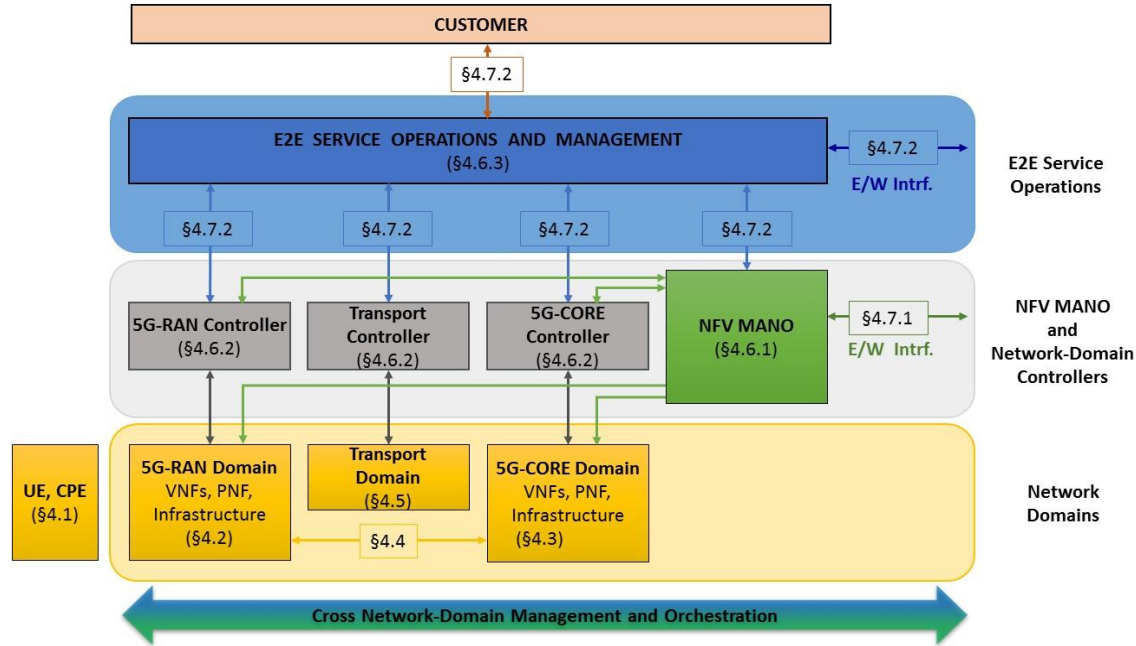 CUSTOMER
§4.7.2
E2E SERVICE OPERATIONS AND MANAGEMENT
(§4.6.3)
§4.7.2
E/W Intrf.
E2E Service
Operations
§4.7.2
§4.7.2
§4.7.2
§4.7.2
5G-RAN Controller
(§4.6.2)
Transport
Controller
(§4.6.2)
5G-CORE
Controller
(§4.6.2)
NFV MANO
(§4.6.1)
§4.7.1
E/W Intrf.
NFV MANO
and
Network-Domain
Controllers
UE, CPE
(§4.1)
5G-RAN Domain
VNFs, PNF,
Infrastructure
(§4.2)
Transport
Domain
(§4.5)
5G-CORE Domain
VNFs, PNF,
Infrastructure
(§4.3)
§4.4
Network
Domains
Cross Network-Domain Management and Orchestration